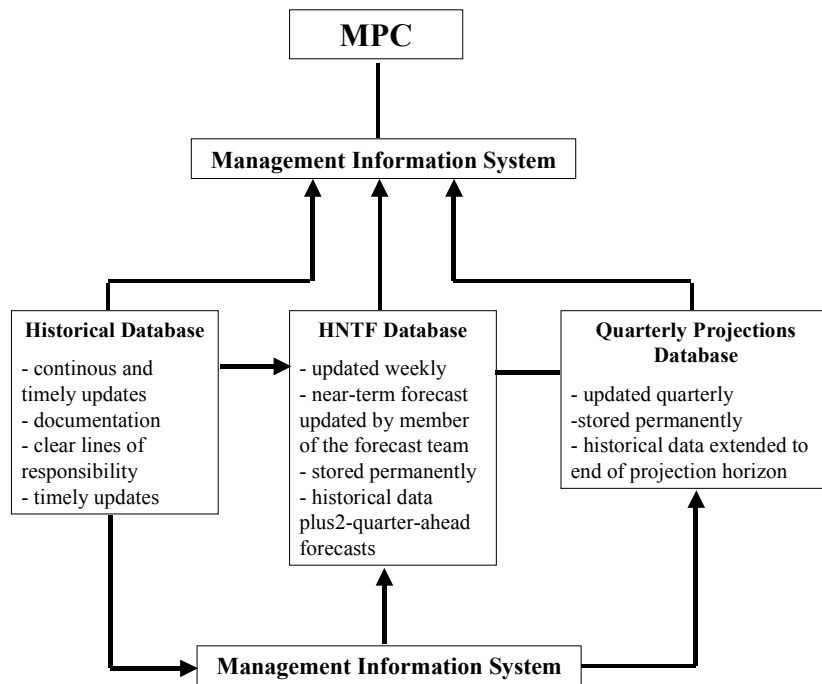 MPC
Management Information System
Historical Database
- continous and
timely updates
- documentation
- clear lines of
responsibility
- timely updates
HNTF Database
- updated weekly
- near-term forecast
updated by member
of the forecast team
- stored permanently
- historical data
plus2-quarter-ahead
forecasts
Quarterly Projections
Database
- updated quarterly
-stored permanently
- historical data extended to
end of projection horizon
Management Information System